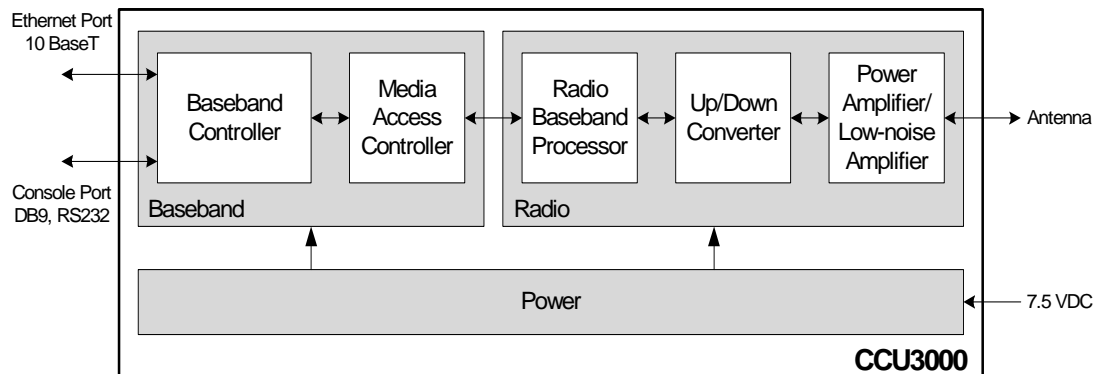 Ethernet Port
10 BaseT
Console Port
DB9, RS232
Baseband
Controller
Media
Access
Controller
Baseband
Radio
Baseband
Processor
Up/Down
Converter
Power
Amplifier/
Low-noise
Amplifier
Radio
Antenna
Power
7.5 VDC
CCU3000